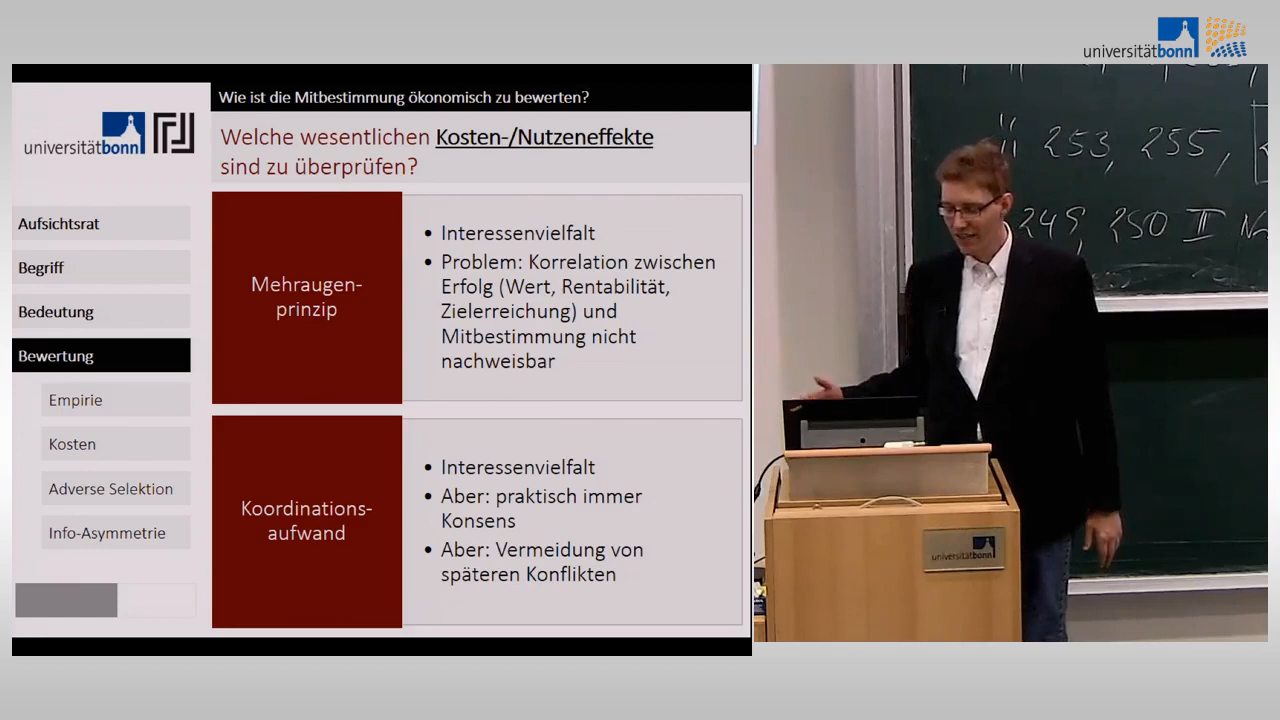 universitätbonn
Wie ist die Mitbestimmung ökonomisch zu bewerten?
universitätbonn
Welche wesentlichen Kosten-/Nutzeneffekte
sind zu überprüfen?
Aufsichtsrat
Begriff
Bedeutung
Bewertung
Empirie
Kosten
Adverse Selektion
Info-Asymmetrie
Mehraugen-
prinzip
• Interessenvielfalt
• Problem: Korrelation zwischen
Erfolg (Wert, Rentabilität,
Zielerreichung) und
Mitbestimmung nicht
nachweisbar
Koordinations-
aufwand
• Interessenvielfalt
• Aber: praktisch immer
Konsens
• Aber: Vermeidung von
späteren Konflikten
253, 255,
249, 250 II
universitätbonn